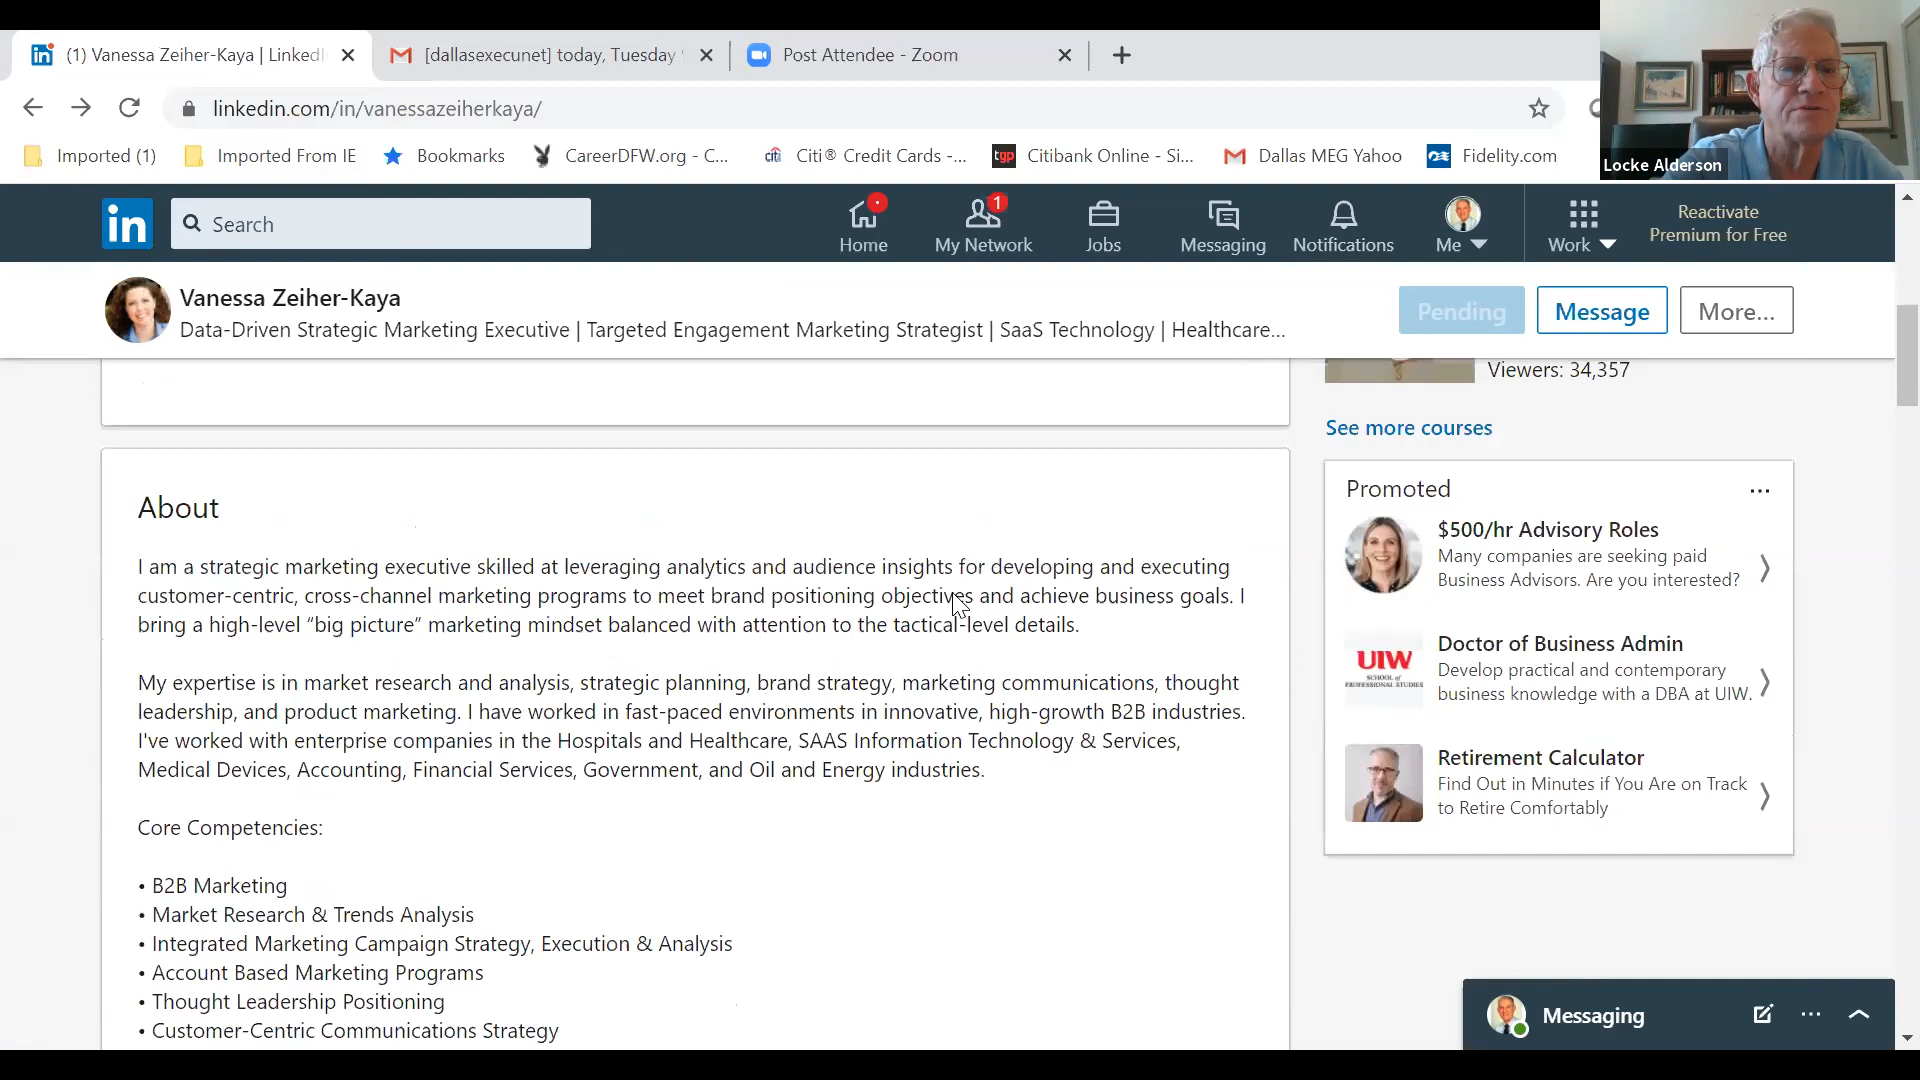 (1) Vanessa Zeiher-Kaya | LinkedI
[dallasexecunet] today, Tuesday
Post Attendee - Zoom
linkedin.com/in/vanessazeiherkaya/
Imported (1)
Imported From IE
Bookmarks
CareerDFW.org - C...
citi
Citi® Credit Cards -...
typ
Citibank Online - Si...
Dallas MEG Yahoo
Fidelity.com
Locke Alderson
in
Search
Home
1
My Network
Jobs
Messaging
Notifications
Me
Work
Reactivate
Premium for Free
Vanessa Zeiher-Kaya
Data-Driven Strategic Marketing Executive | Targeted Engagement Marketing Strategist | SaaS Technology | Healthcare...
Pending
Message
More...
Viewers: 34,357
See more courses
About
I am a strategic marketing executive skilled at leveraging analytics and audience insights for developing and executing
customer-centric, cross-channel marketing programs to meet brand positioning objectives and achieve business goals. I
bring a high-level “big picture” marketing mindset balanced with attention to the tactical-level details.
My expertise is in market research and analysis, strategic planning, brand strategy, marketing communications, thought
leadership, and product marketing. I have worked in fast-paced environments in innovative, high-growth B2B industries.
I've worked with enterprise companies in the Hospitals and Healthcare, SAAS Information Technology & Services,
Medical Devices, Accounting, Financial Services, Government, and Oil and Energy industries.
Core Competencies:
• B2B Marketing
• Market Research & Trends Analysis
• Integrated Marketing Campaign Strategy, Execution & Analysis
• Account Based Marketing Programs
• Thought Leadership Positioning
• Customer-Centric Communications Strategy
Promoted
...
$500/hr Advisory Roles
Many companies are seeking paid
Business Advisors. Are you interested?
UIW
SCHOOL of
PROFESSIONAL STUDIES
Doctor of Business Admin
Develop practical and contemporary
business knowledge with a DBA at UIW.
Retirement Calculator
Find Out in Minutes if You Are on Track
to Retire Comfortably
Messaging
...